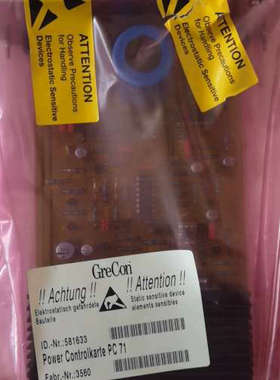 ATTENTION
Observe Precautions
for Handling
Electrostatic Sensitive
Devices
ATTENTION
Observe Precautions
for Handling
Electrostatic Sensitive
Devices
GreCon
!! Achtung !!
Elektrostatisch gefährdete
Bauteile
!! Attention !!
Static sensitive device
elements sensibles
ID.-Nr.:581633
Power Controlkarte PC 71
Fabr.-Nr.:3560